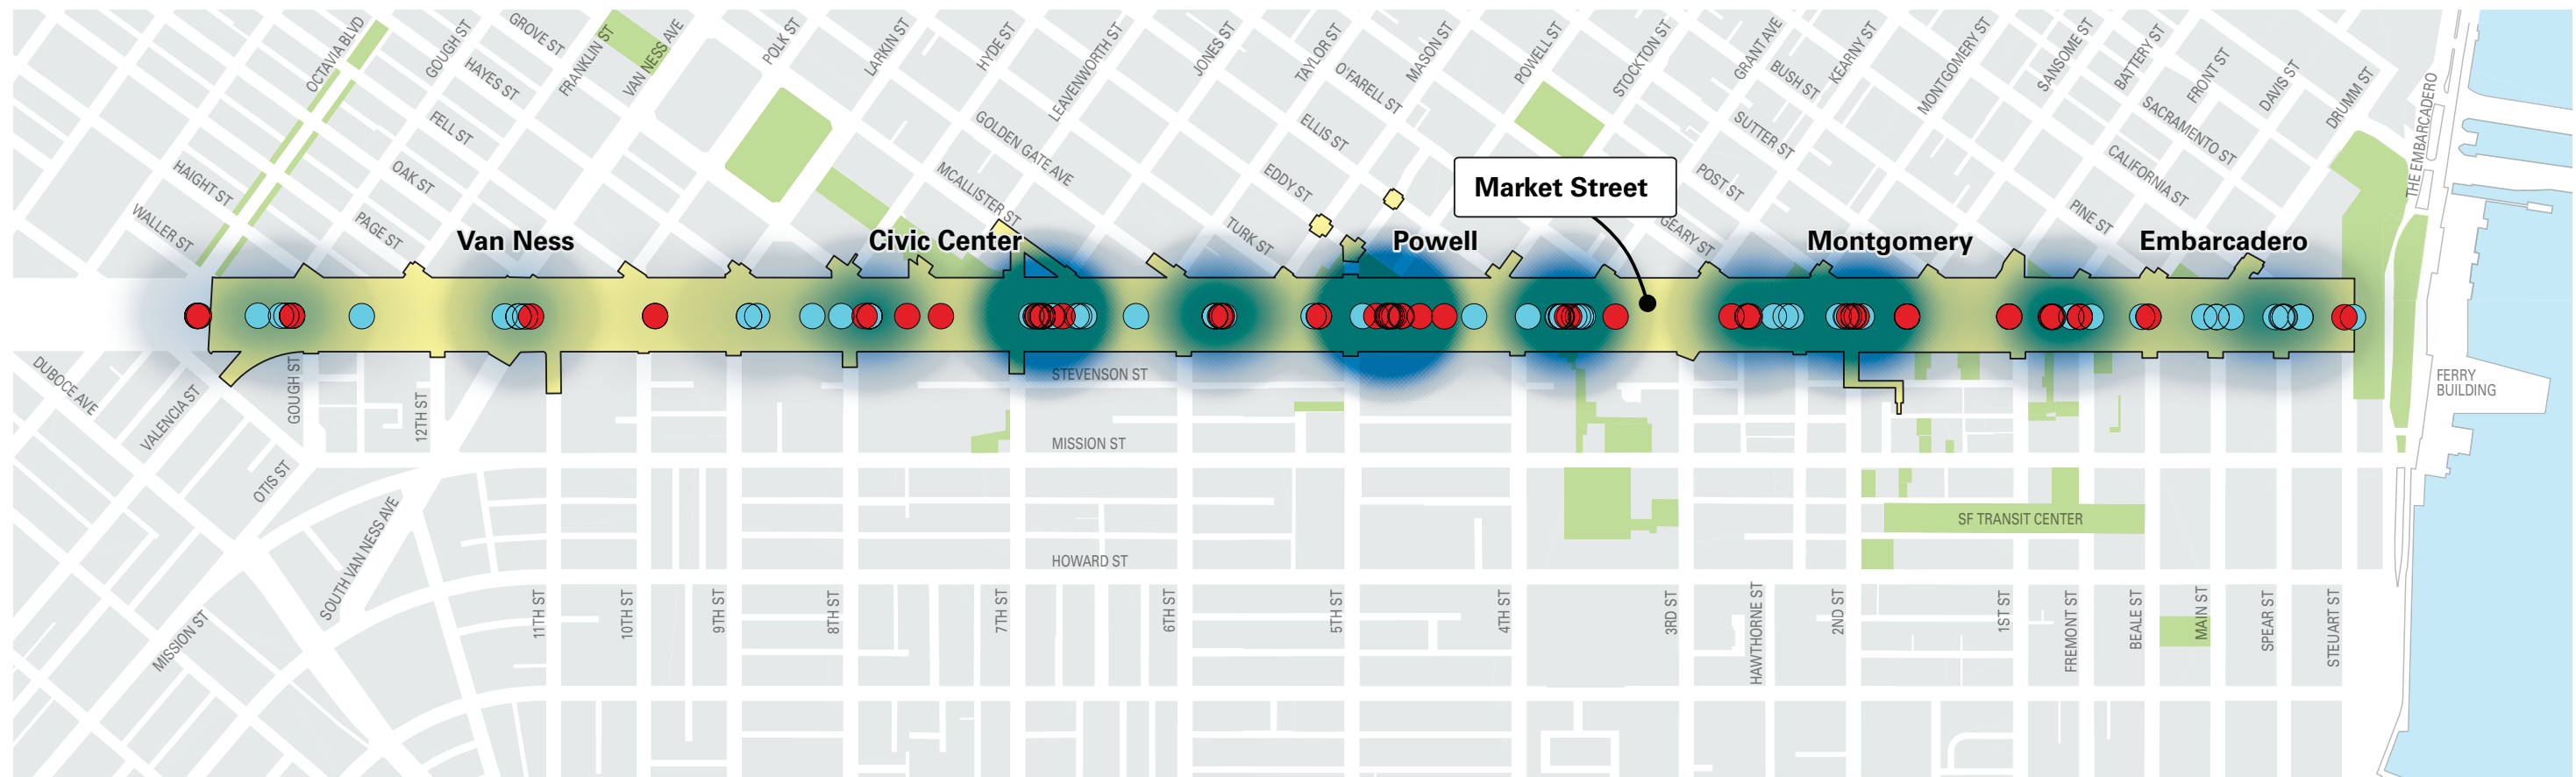 OCTAVIA BLVD
GOUGH ST
GROVE ST
HAYES ST
FRANKLIN ST
VAN NESS AVE
POLK ST
LARKIN ST
HYDE ST
LEAVENWORTH ST
JONES ST
TAYLOR ST
O'FARELL ST
MASON ST
POWELL ST
STOCKTON ST
GRANT AVE
BUSH ST
KEARNY ST
MONTGOMERY ST
SANSOME ST
BATTERY ST
FRONT ST
DAVIS ST
DRUMM ST
THE EMBARCADERO
FELL ST
OAK ST
HAIGHT ST
WALLER ST
PAGE ST
GOLDEN GATE AVE
MCALLISTER ST
ELLIS ST
EDDY ST
TURK ST
SUTTER ST
POST ST
GEARY ST
SACRAMENTO ST
CALIFORNIA ST
PINE ST
Market Street
Van Ness
Civic Center
Powell
Montgomery
Embarcadero
DUBOCE AVE
VALENCIA ST
GOUGH ST
12TH ST
STEVENSON ST
FERRY
BUILDING
OTIS ST
MISSION ST
SOUTH VAN NESS AVE
SF TRANSIT CENTER
HOWARD ST
MISSION ST
11TH ST
10TH ST
9TH ST
8TH ST
7TH ST
6TH ST
5TH ST
4TH ST
3RD ST
HAWTHORNE ST
2ND ST
1ST ST
FREMONT ST
BEALE ST
MAIN ST
SPEAR ST
STEUART ST